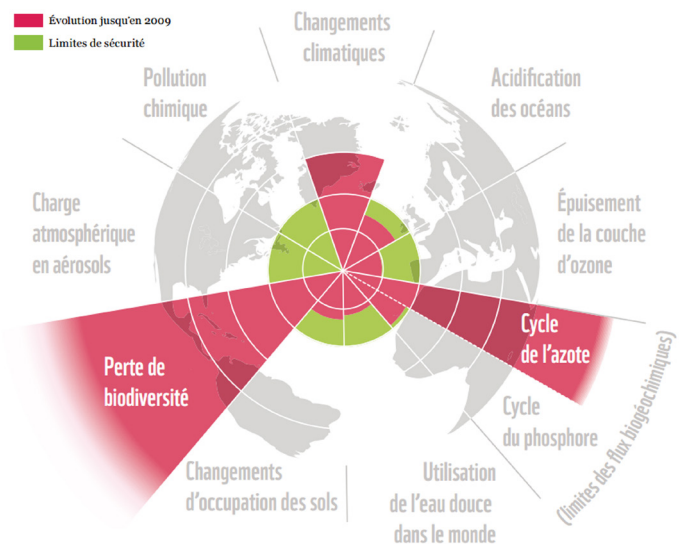 Évolution jusqu'en 2009
Limites de sécurité
Changements
climatiques
Pollution
chimique
Acidification
des océans
Charge
atmosphérique
en aérosols
Épuisement
de la couche
d'ozone
Cycle
de l'azote
Perte de
biodiversité
Cycle
du phosphore
(limites des flux biogéochimiques)
Changements
d'occupation des sols
Utilisation
de l'eau douce
dans le monde